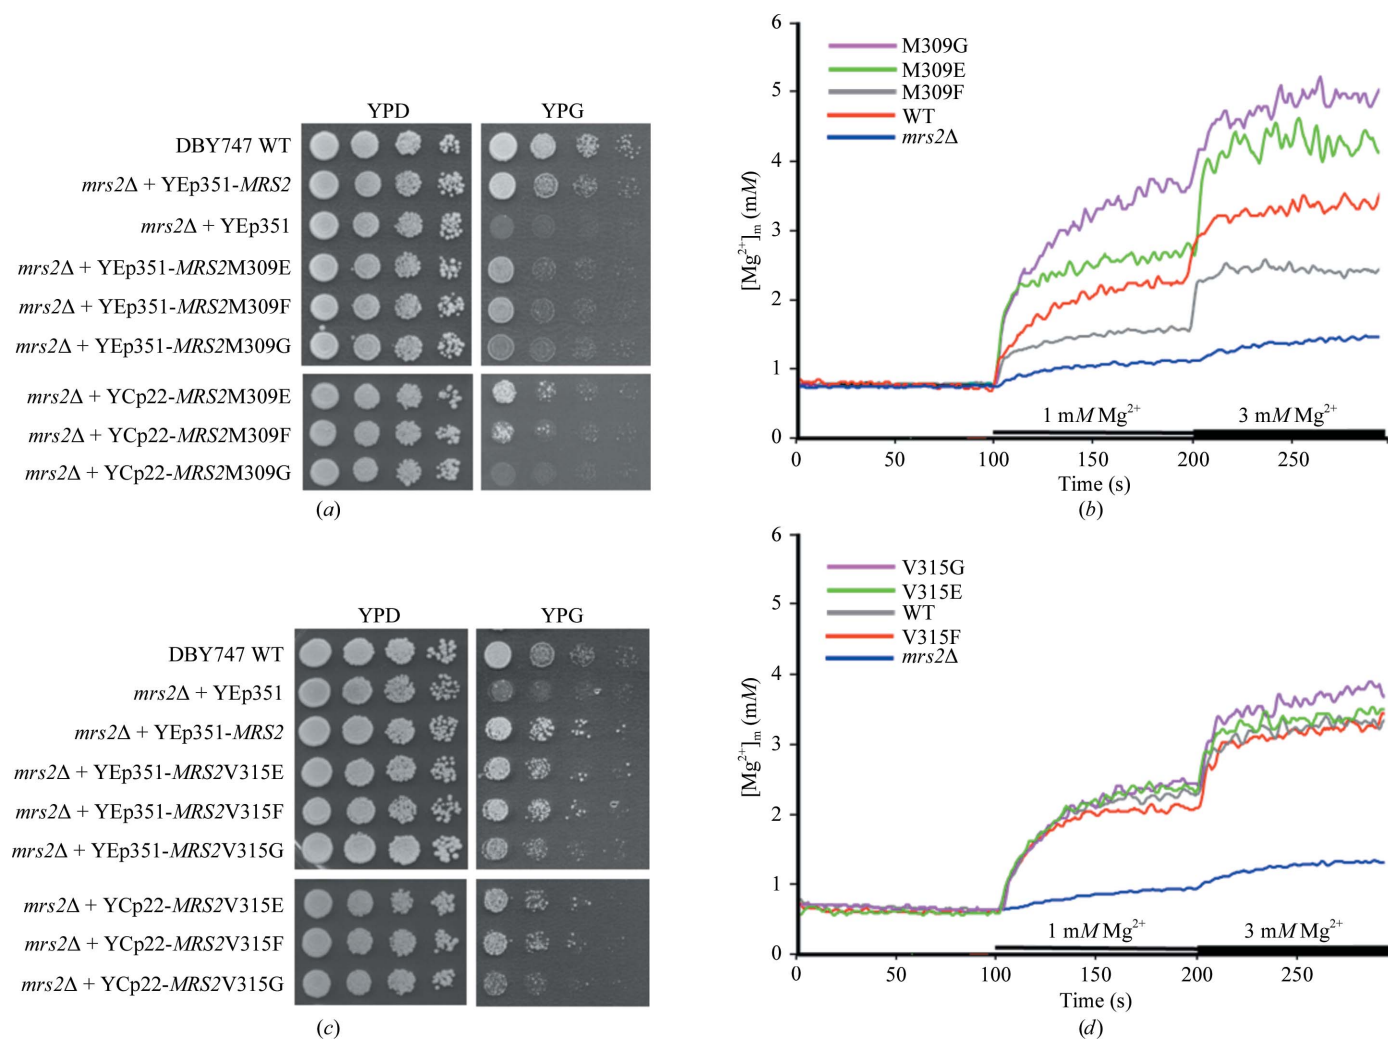 YPD YPG
DBY747 WT
mrs2Δ + YEp351-MRS2
mrs2Δ + YEp351
mrs2Δ + YEp351-MRS2M309E
mrs2Δ + YEp351-MRS2M309F
mrs2Δ + YEp351-MRS2M309G
mrs2Δ + YCp22-MRS2M309E
mrs2Δ + YCp22-MRS2M309F
mrs2Δ + YCp22-MRS2M309G
(a)
6
5
4
3
2
1
0
[Mg²⁺]ₘ (mM)
M309G
M309E
M309F
WT
mrs2Δ
1 mM Mg²⁺ 3 mM Mg²⁺
0 50 100 150 200 250
Time (s)
(b)
YPD YPG
DBY747 WT
mrs2Δ + YEp351
mrs2Δ + YEp351-MRS2
mrs2Δ + YEp351-MRS2V315E
mrs2Δ + YEp351-MRS2V315F
mrs2Δ + YEp351-MRS2V315G
mrs2Δ + YCp22-MRS2V315E
mrs2Δ + YCp22-MRS2V315F
mrs2Δ + YCp22-MRS2V315G
(c)
6
5
4
3
2
1
0
[Mg²⁺]ₘ (mM)
V315G
V315E
WT
V315F
mrs2Δ
1 mM Mg²⁺ 3 mM Mg²⁺
0 50 100 150 200 250
Time (s)
(d)